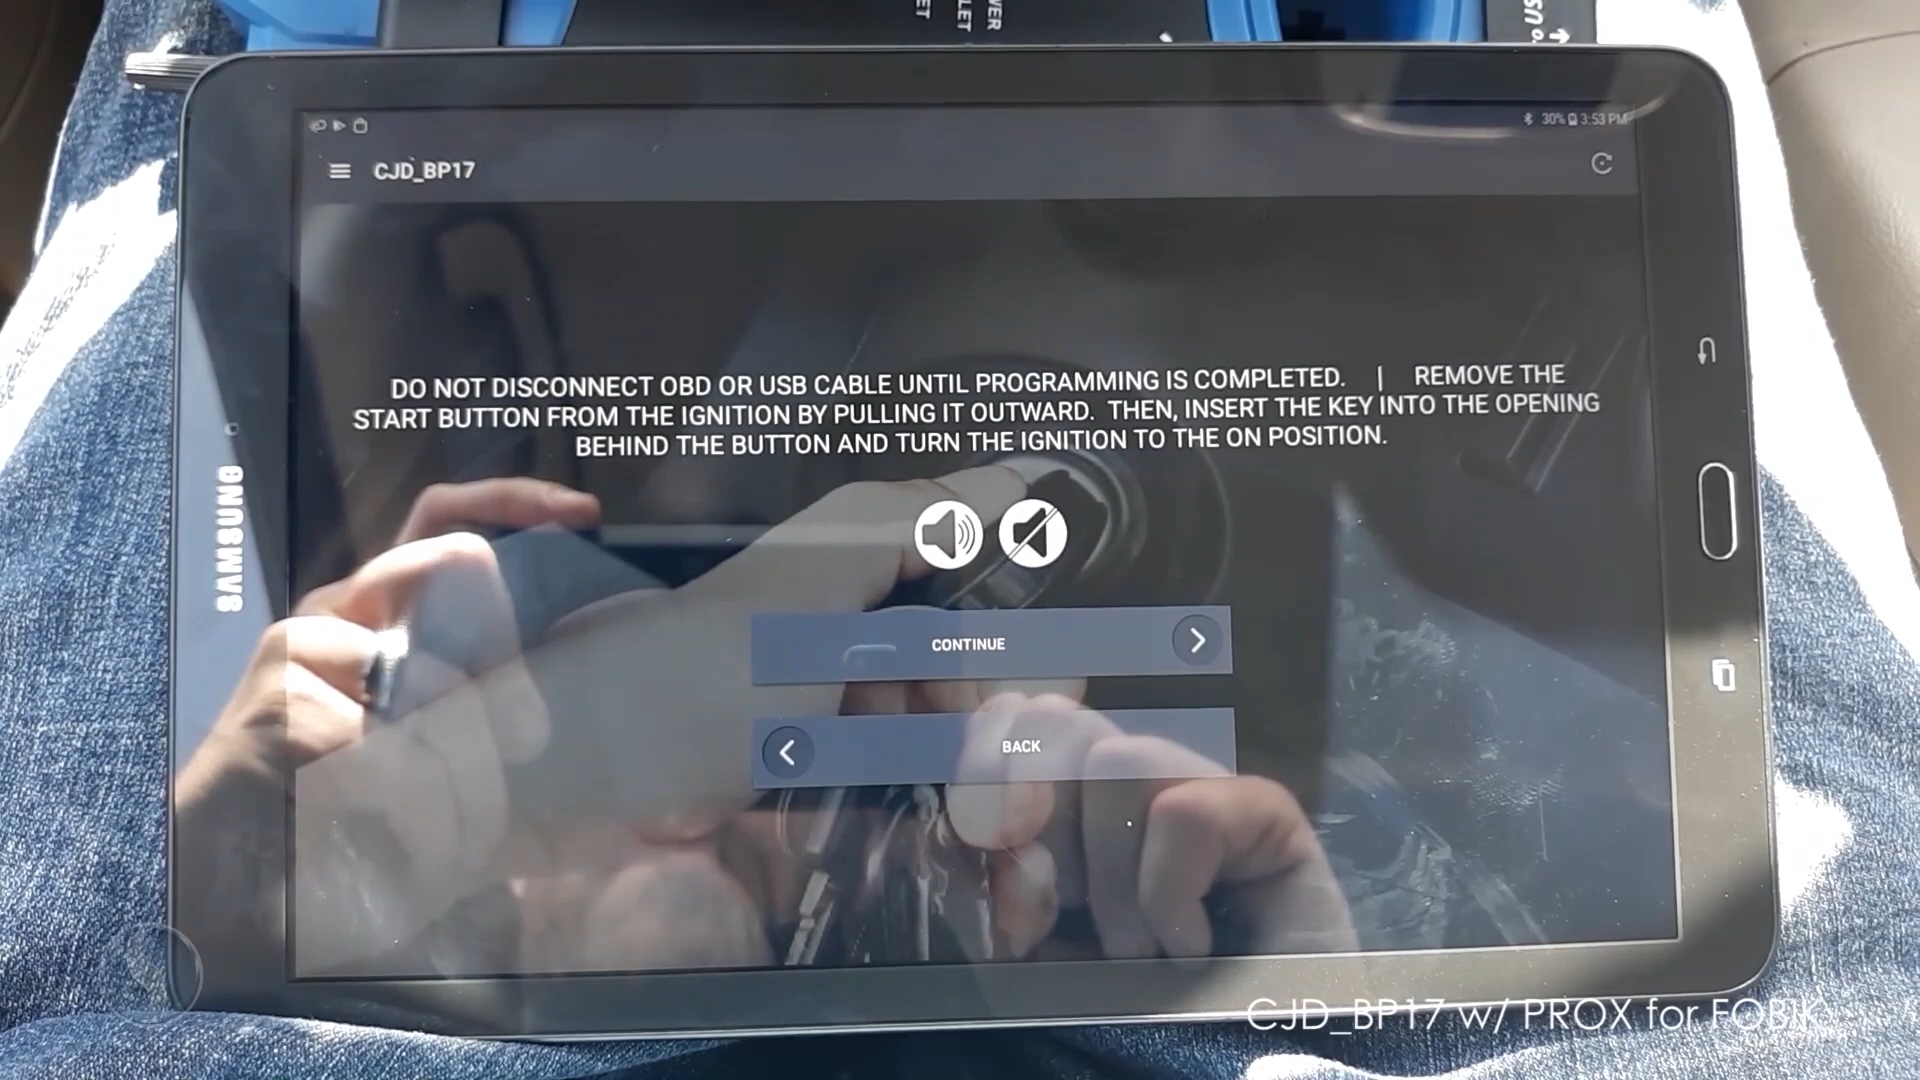 30% 3:53 PM
CJD_BP17
DO NOT DISCONNECT OBD OR USB CABLE UNTIL PROGRAMMING IS COMPLETED. | REMOVE THE
START BUTTON FROM THE IGNITION BY PULLING IT OUTWARD. THEN, INSERT THE KEY INTO THE OPENING
BEHIND THE BUTTON AND TURN THE IGNITION TO THE ON POSITION.
CONTINUE
BACK
SAMSUNG
CJD_BP17 w/ PROX for FOBIK